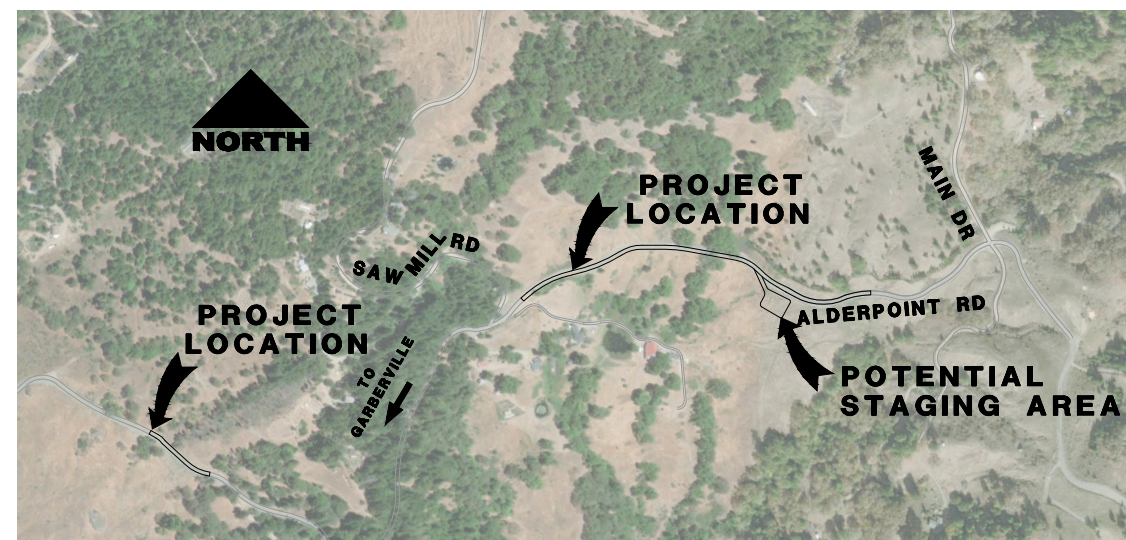 NORTH
MAIN DR
PROJECT
LOCATION
SAW MILL RD
PROJECT
LOCATION
ALDERPOINT RD
TO
GARBERVILLE
POTENTIAL
STAGING AREA